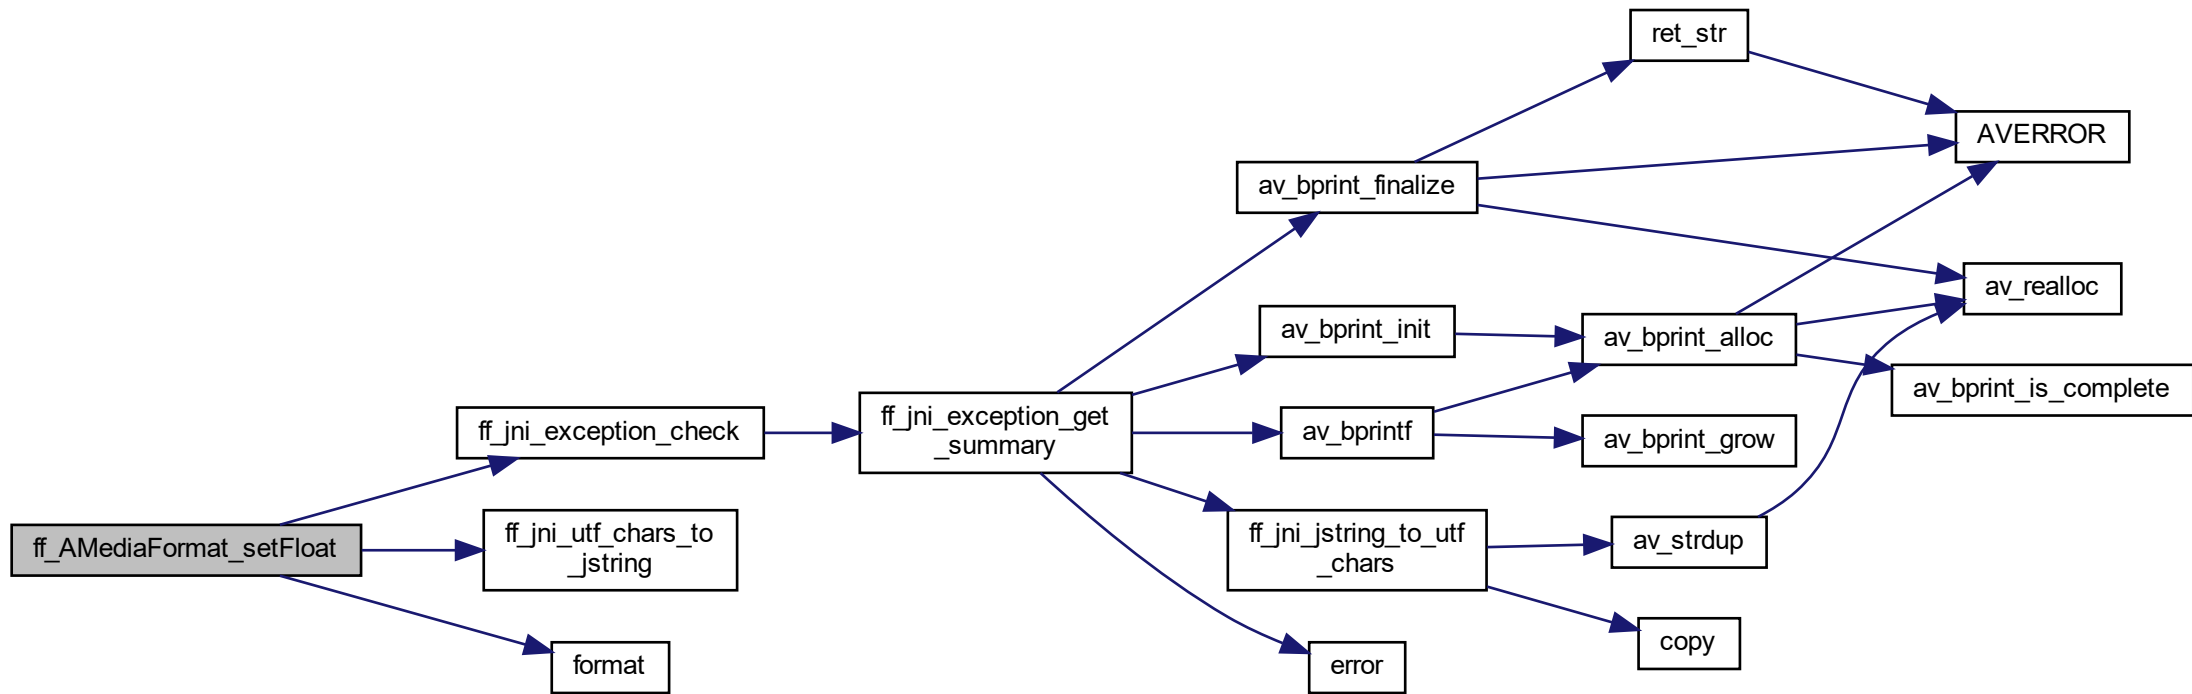 ff_AMediaFormat_setFloat
ff_jni_exception_check
ff_jni_utf_chars_to
_jstring
format
ff_jni_exception_get
_summary
av_bprint_finalize
av_bprint_init
av_bprintf
ff_jni_jstring_to_utf
_chars
error
ret_str
av_bprint_alloc
av_bprint_grow
av_strdup
copy
AVERROR
av_realloc
av_bprint_is_complete